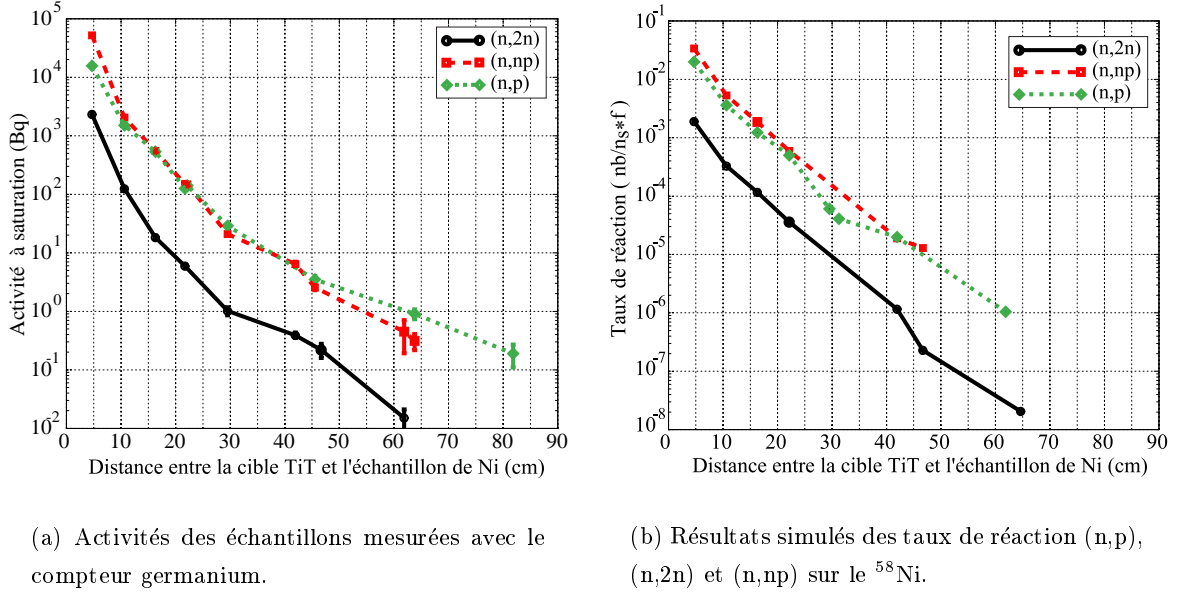 10^5
10^4
10^3
10^2
10^1
10^0
10^-1
10^2
0 10 20 30 40 50 60 70 80 90
Activité à saturation (Bq)
Distance entre la cible TiT et l'échantillon de Ni (cm)
(n,2n)
(n,np)
(n,p)
(a) Activités des échantillons mesurées avec le
compteur germanium.
10^-1
10^-2
10^-3
10^-4
10^-5
10^-6
10^-7
10^-8
0 10 20 30 40 50 60 70 80 90
Taux de réaction ( nb/n_s*f)
Distance entre la cible TiT et l'échantillon de Ni (cm)
(n,2n)
(n,np)
(n,p)
(b) Résultats simulés des taux de réaction (n,p),
(n,2n) et (n,np) sur le ^58Ni.